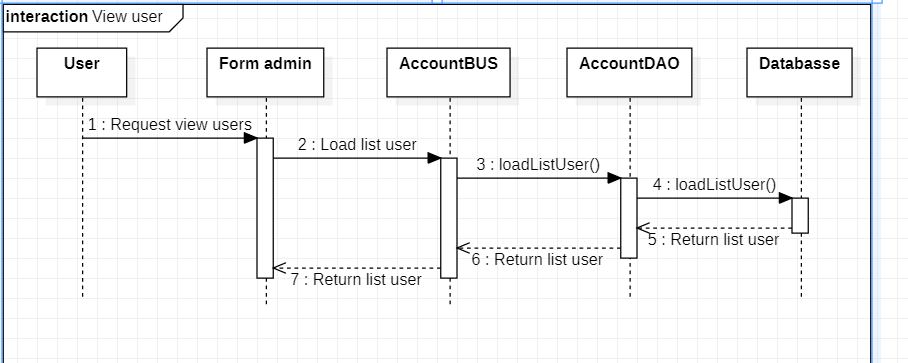 interaction View user
User
Form admin
AccountBUS
AccountDAO
Databasse
1 : Request view users
2 : Load list user
3 : loadListUser()
4 : loadListUser()
5 : Return list user
6 : Return list user
7 : Return list user